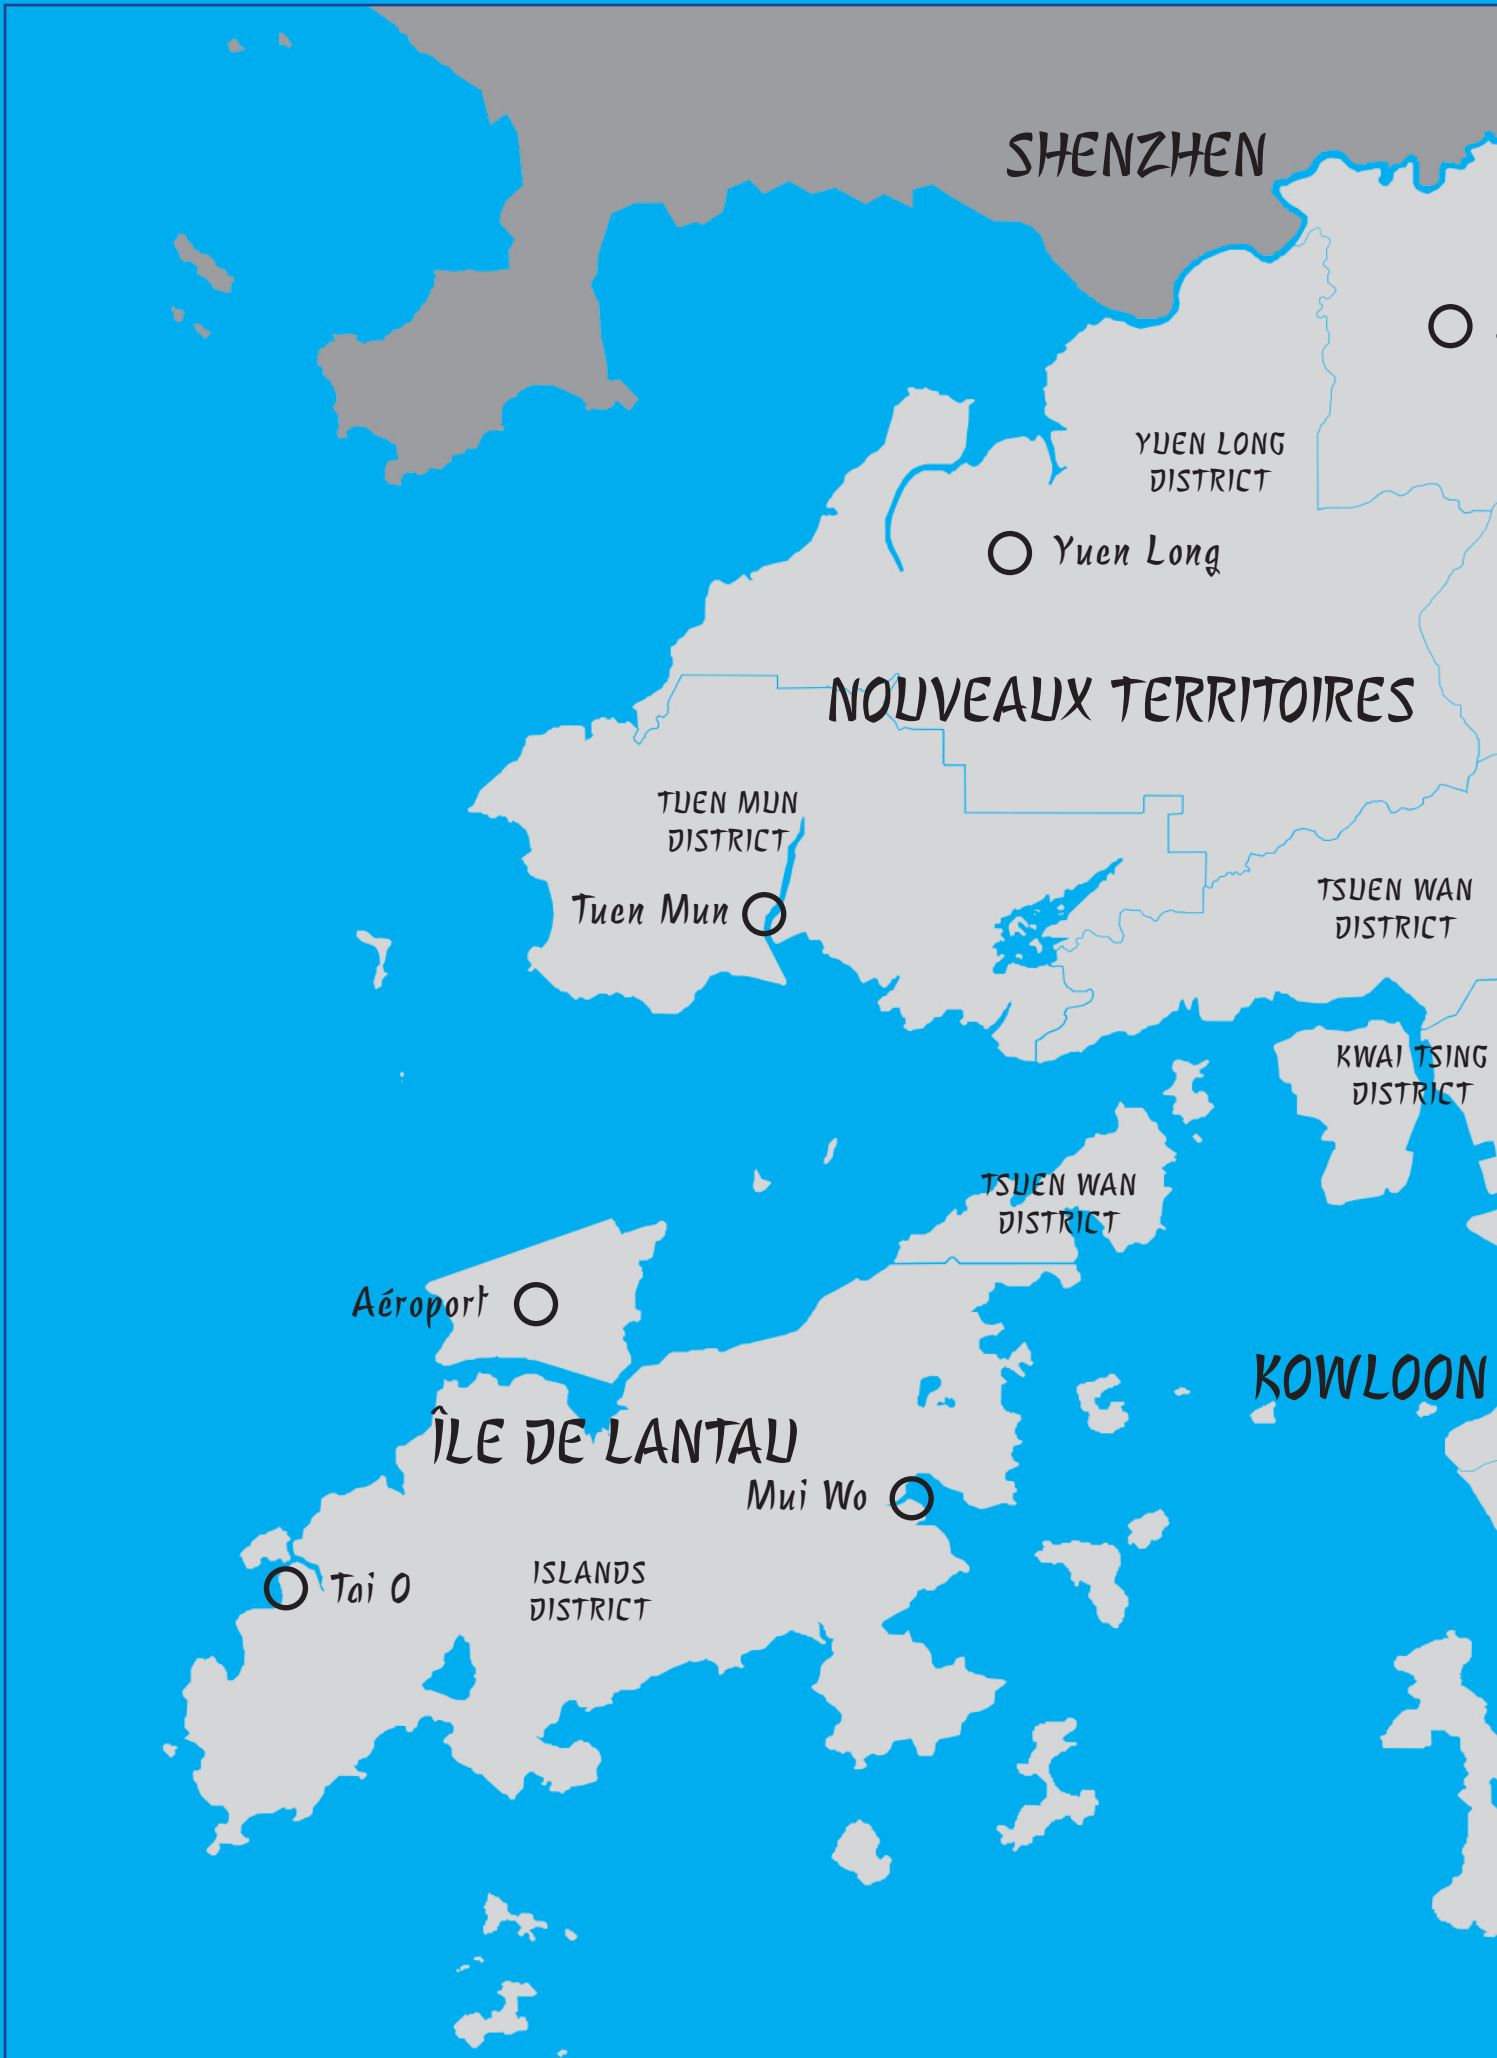 SHENZHEN
YUEN LONG
DISTRICT
Yuen Long
NOUVEAUX TERRITOIRES
TUEN MUN
DISTRICT
Tuen Mun
TSUEN WAN
DISTRICT
KWAI TSING
DISTRICT
TSUEN WAN
DISTRICT
Aéroport
KOWLOON
ÎLE DE LANTAU
Mui Wo
Tai O
ISLANDS
DISTRICT